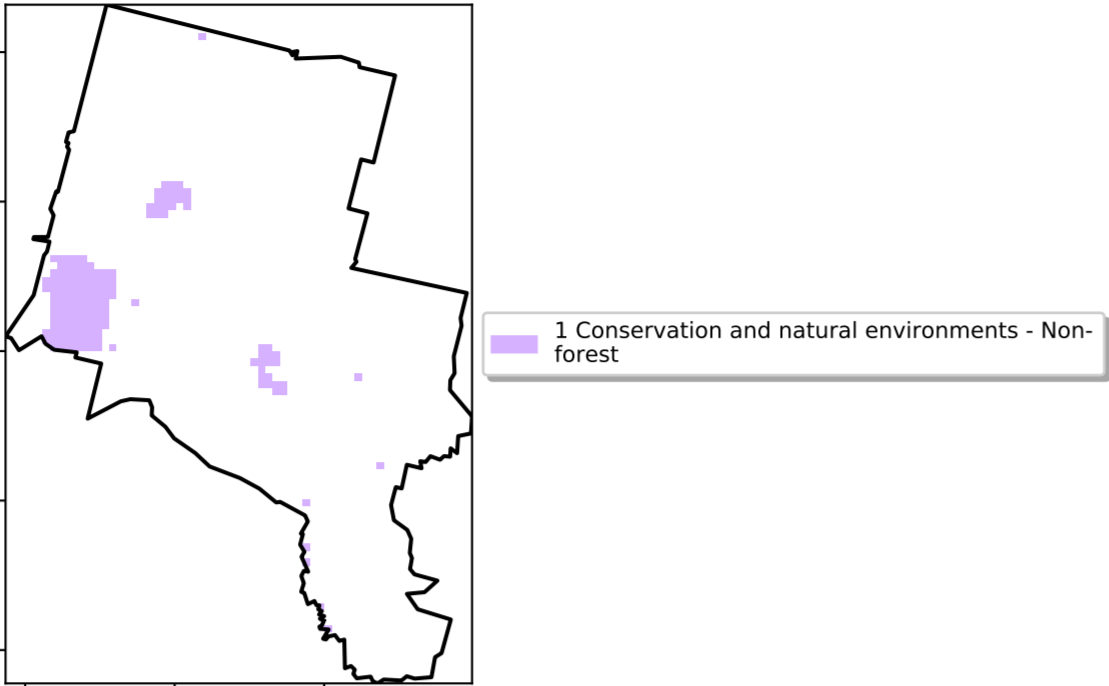 1 Conservation and natural environments - Non-
forest